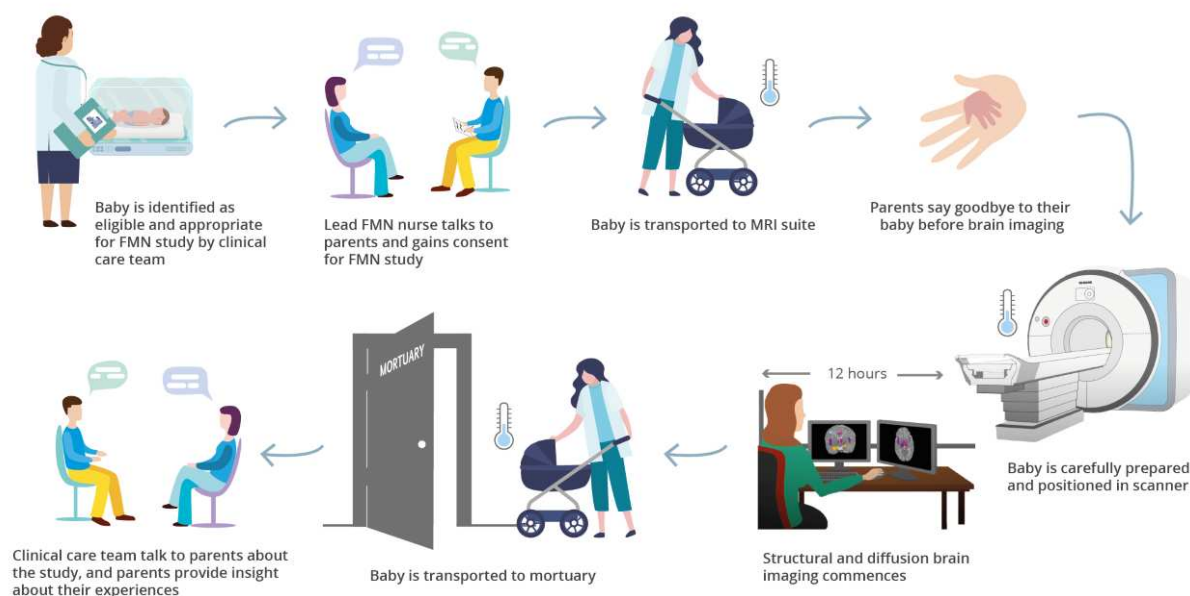 Baby is identified as
eligible and appropriate
for FMN study by clinical
care team
Lead FMN nurse talks to
parents and gains consent
for FMN study
Baby is transported to MRI suite
Parents say goodbye to their
baby before brain imaging
12 hours
Baby is carefully prepared
and positioned in scanner
Structural and diffusion brain
imaging commences
MORTUARY
Baby is transported to mortuary
Clinical care team talk to parents about
the study, and parents provide insight
about their experiences